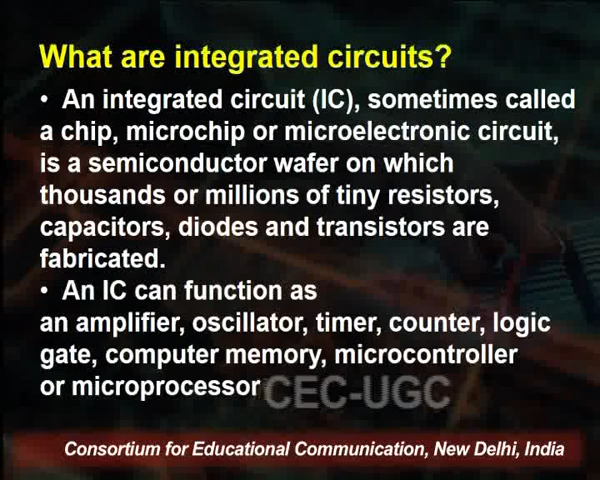 What are integrated circuits?
• An integrated circuit (IC), sometimes called
a chip, microchip or microelectronic circuit,
is a semiconductor wafer on which
thousands or millions of tiny resistors,
capacitors, diodes and transistors are
fabricated.
• An IC can function as
an amplifier, oscillator, timer, counter, logic
gate, computer memory, microcontroller
or microprocessor
CEC-UGC
Consortium for Educational Communication, New Delhi, India